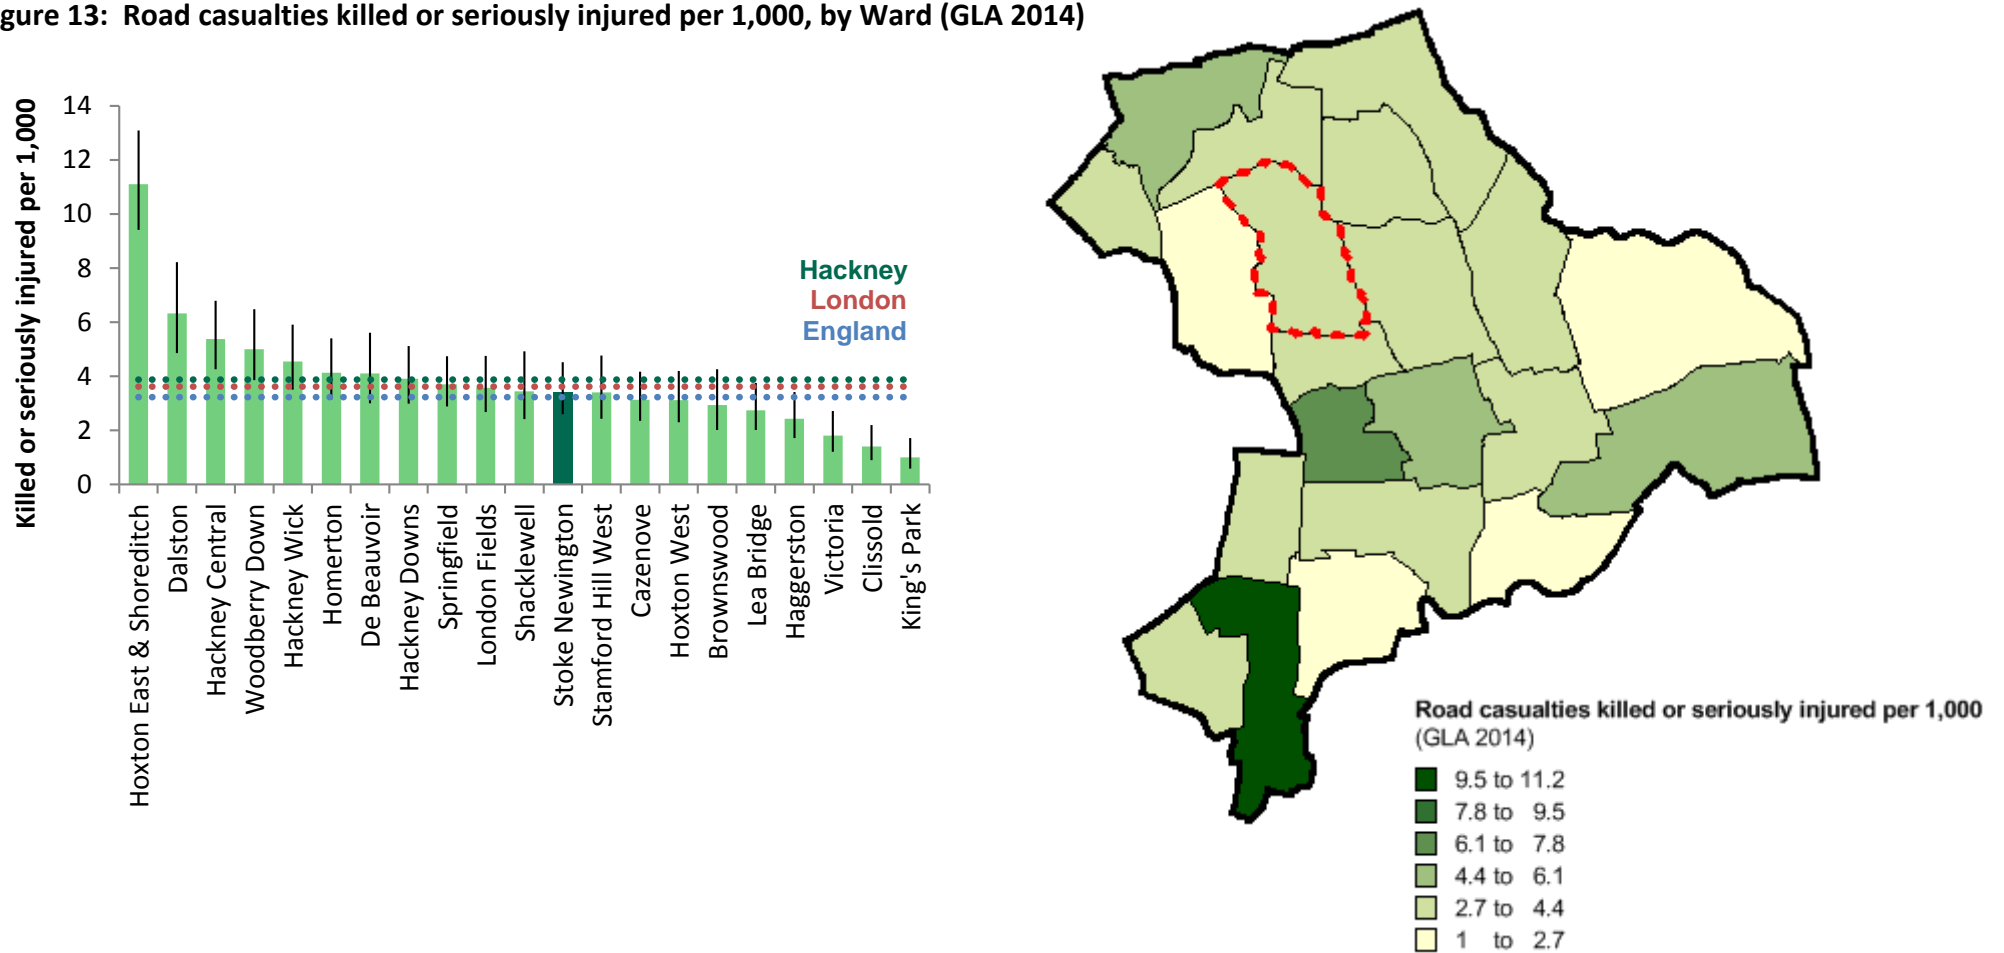 gure 13: Road casualties killed or seriously injured per 1,000, by Ward (GLA 2014)
Killed or seriously injured per 1,000
14
12
10
8
6
4
2
0
Hackney
London
England
Hoxton East & Shoreditch
Dalston
Hackney Central
Woodberry Down
Hackney Wick
Homerton
De Beauvoir
Hackney Downs
Springfield
London Fields
Shacklewell
Stoke Newington
Stamford Hill West
Cazenove
Hoxton West
Brownswood
Lea Bridge
Haggerston
Victoria
Clissold
King's Park
Road casualties killed or seriously injured per 1,000
(GLA 2014)
9.5 to 11.2
7.8 to 9.5
6.1 to 7.8
4.4 to 6.1
2.7 to 4.4
1 to 2.7